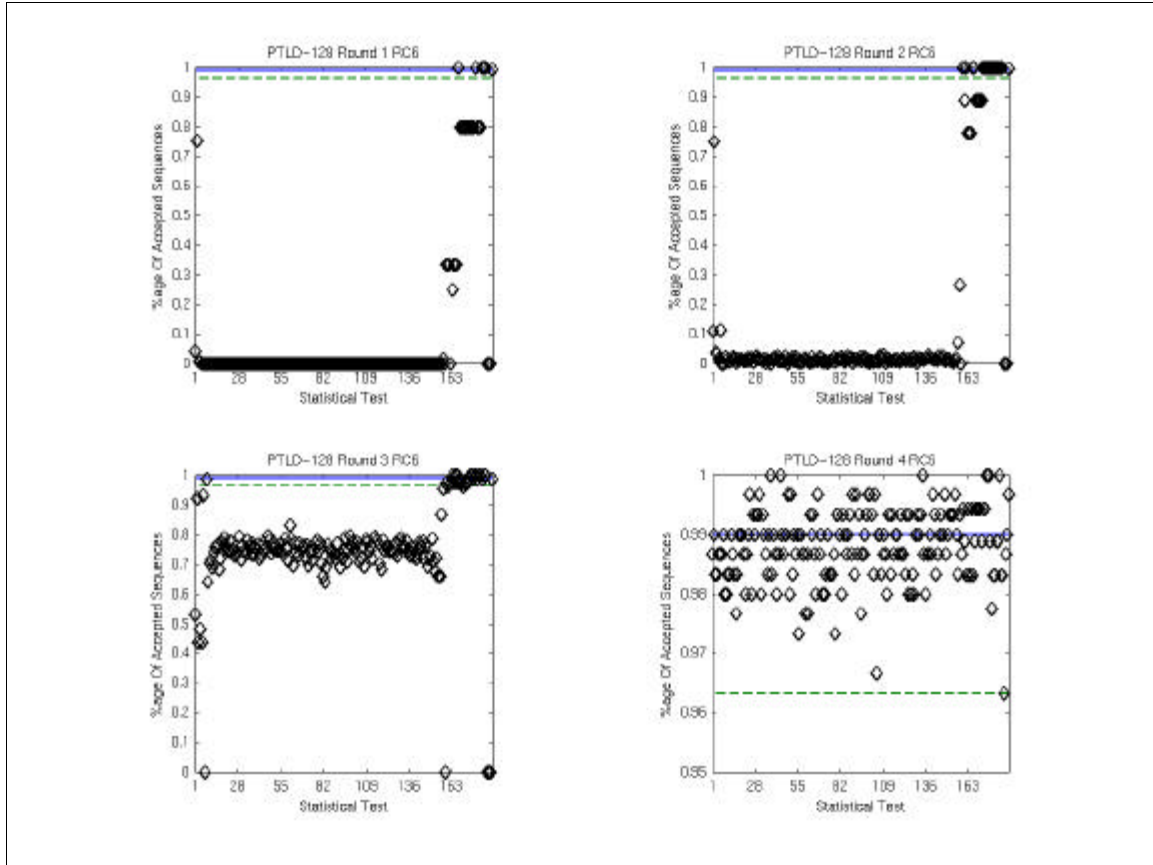 PTLD-128 Round 1 RC6
1
0.9
0.8
0.7
0.6
0.5
0.4
0.3
0.2
0.1
0
%age Of Accepted Sequences
1 28 55 82 109 136 163
Statistical Test
PTLD-128 Round 2 RC6
1
0.9
0.8
0.7
0.6
0.5
0.4
0.3
0.2
0.1
0
%age Of Accepted Sequences
1 28 55 82 109 136 163
Statistical Test
PTLD-128 Round 3 RC6
1
0.9
0.8
0.7
0.6
0.5
0.4
0.3
0.2
0.1
0
%age Of Accepted Sequences
1 28 55 82 109 136 163
Statistical Test
PTLD-128 Round 4 RC6
1
0.99
0.98
0.97
0.96
0.95
%age Of Accepted Sequences
1 28 55 82 109 136 163
Statistical Test